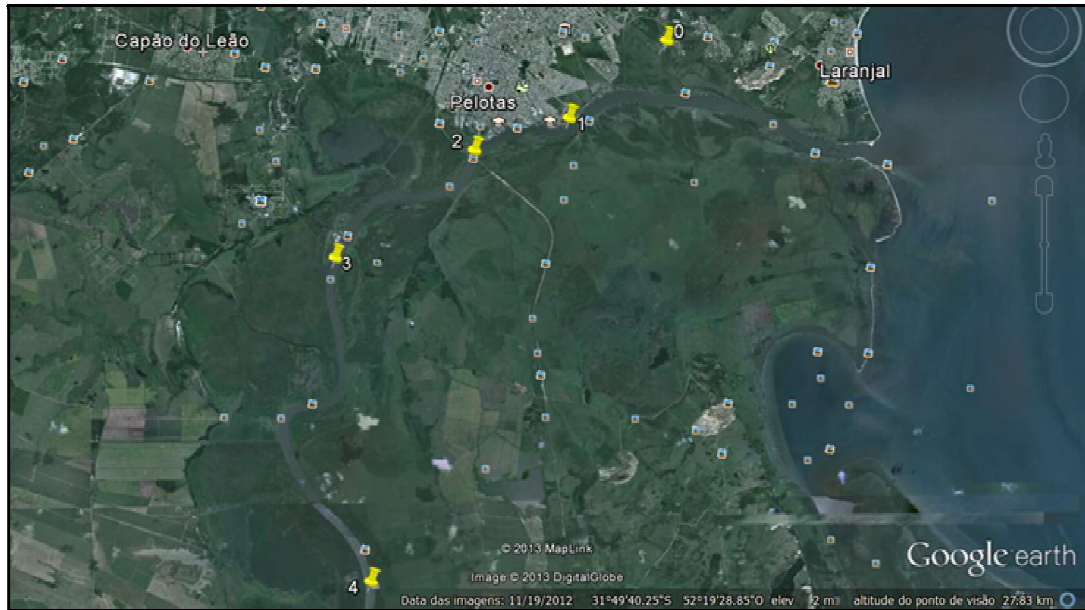 0
Capão do Leão
Laranjal
Pelotas
1
2
3
© 2013 MapLink
Google earth
Image © 2013 DigitalGlobe
4
Data das imagens: 11/19/2012 31°49'40.25"S 52°19'28.85"O elev 2 m altitude do ponto de visão 27.83 km